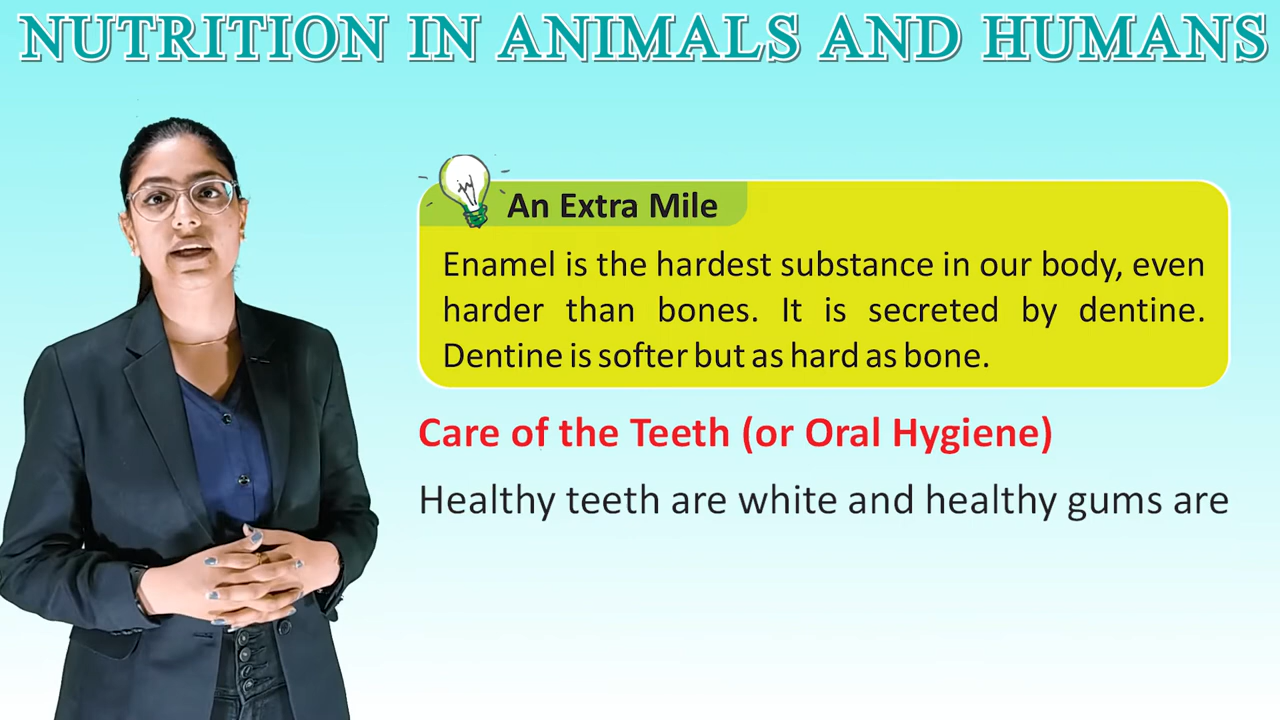 NUTRITION IN ANIMALS AND HUMANS
An Extra Mile
Enamel is the hardest substance in our body, even
harder than bones. It is secreted by dentine.
Dentine is softer but as hard as bone.
Care of the Teeth (or Oral Hygiene)
Healthy teeth are white and healthy gums are